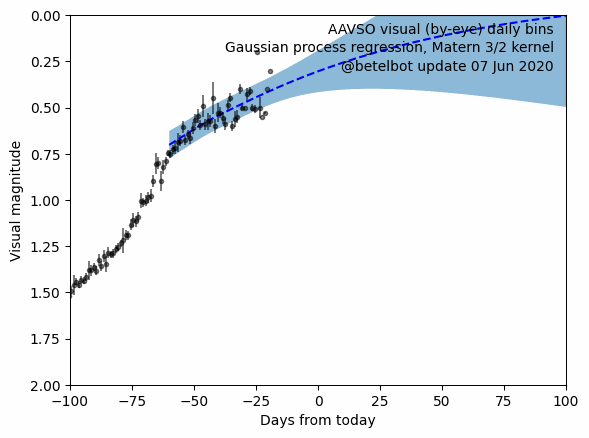 0.00
0.25
0.50
0.75
1.00
1.25
1.50
1.75
2.00
Visual magnitude
AAVSO visual (by-eye) daily bins
Gaussian process regression, Matern 3/2 kernel
@betelbot update 07 Jun 2020
−100 −75 −50 −25 0 25 50 75 100
Days from today